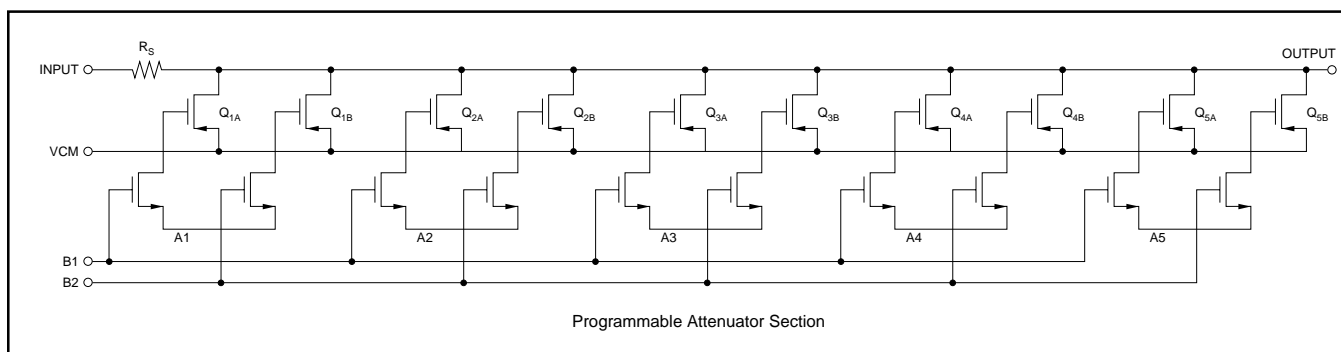 R_S
INPUT
OUTPUT
Q_1A
Q_1B
Q_2A
Q_2B
Q_3A
Q_3B
Q_4A
Q_4B
Q_5A
Q_5B
VCM
A1
A2
A3
A4
A5
B1
B2
Programmable Attenuator Section